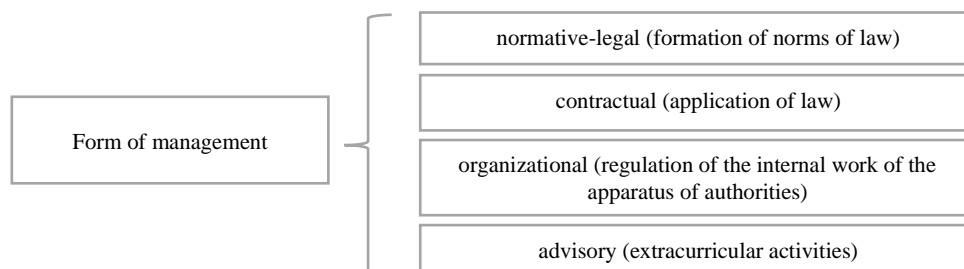 normative-legal (formation of norms of law)
contractual (application of law)
Form of management
organizational (regulation of the internal work of the
apparatus of authorities)
advisory (extracurricular activities)